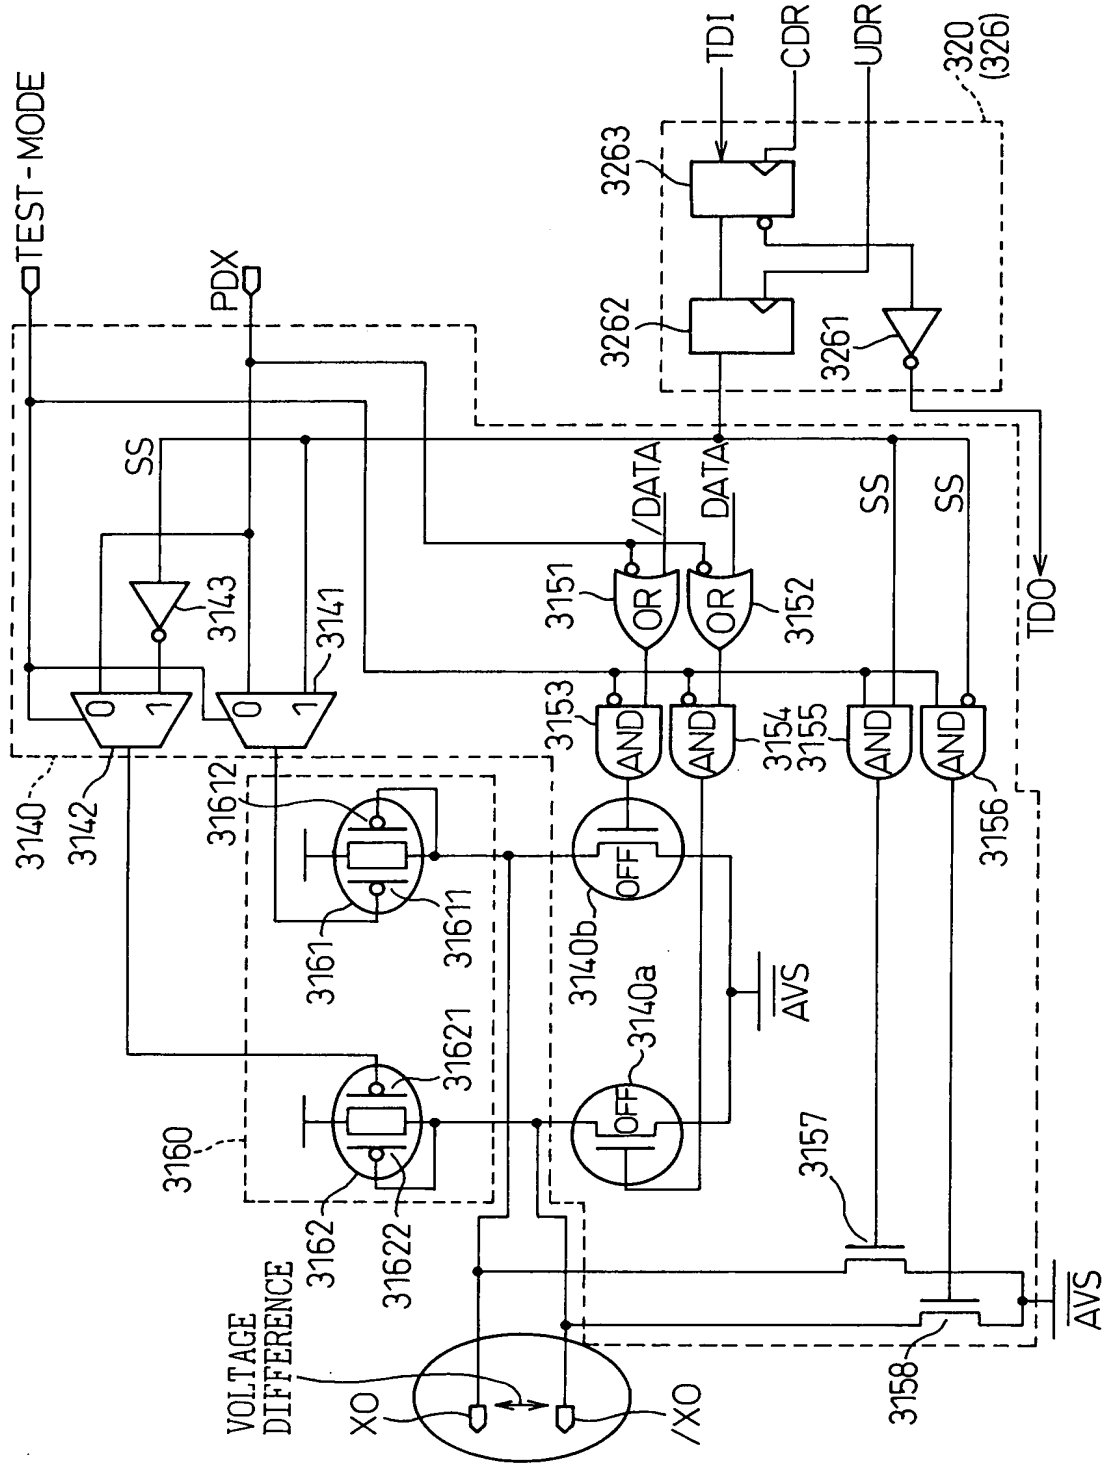 TEST-MODE
PDX
3140
3142
SS
0
1
3143
0
1
3141
31612
3161
31611
3160
3162
31621
31622
VOLTAGE
DIFFERENCE
XO
/XO
3140b
OFF
3140a
OFF
AVS
3153
AND
3151
OR
/DATA
DATA
OR
3152
AND
3154
3155
AND
SS
SS
AND
3156
3157
3158
AVS
3263
3262
3261
TDI
CDR
UDR
320
(326)
TDO